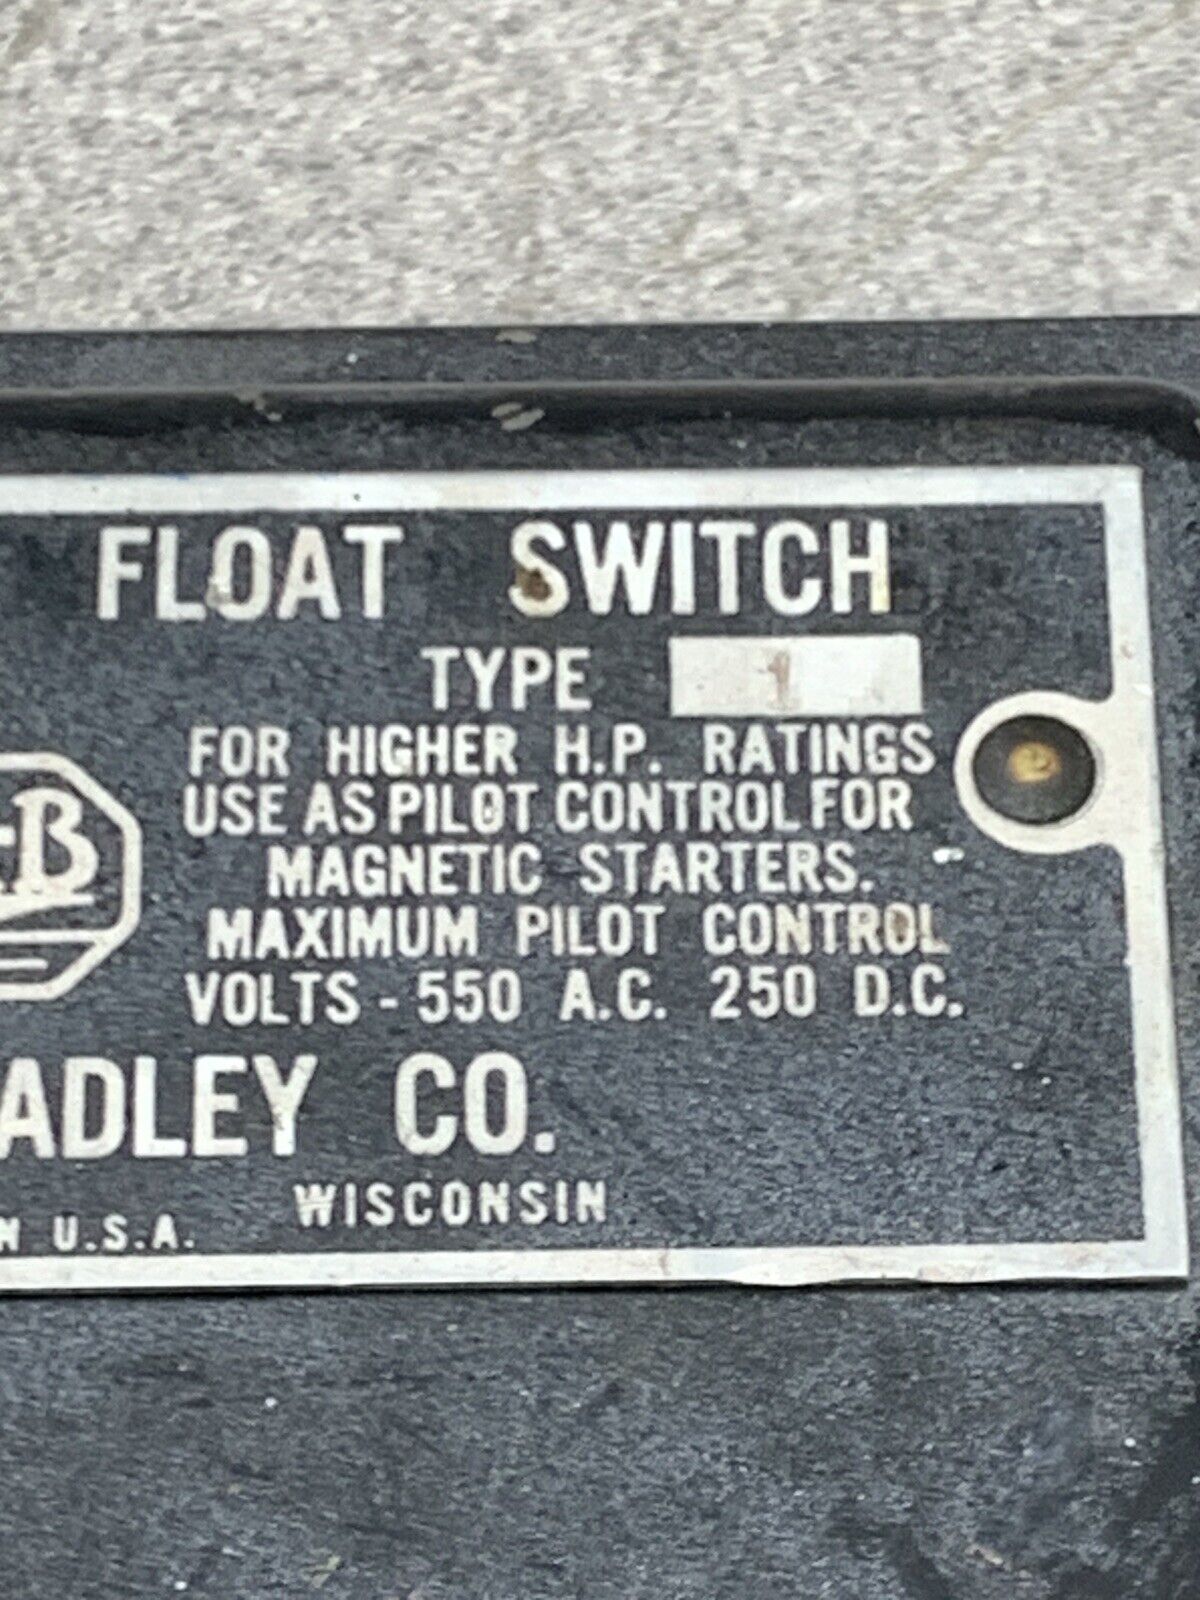 FLOAT SWITCH
TYPE 1
FOR HIGHER H.P. RATINGS
USE AS PILOT CONTROL FOR
MAGNETIC STARTERS.
MAXIMUM PILOT CONTROL
VOLTS - 550 A.C. 250 D.C.
-B
ADLEY CO.
WISCONSIN
N U.S.A.